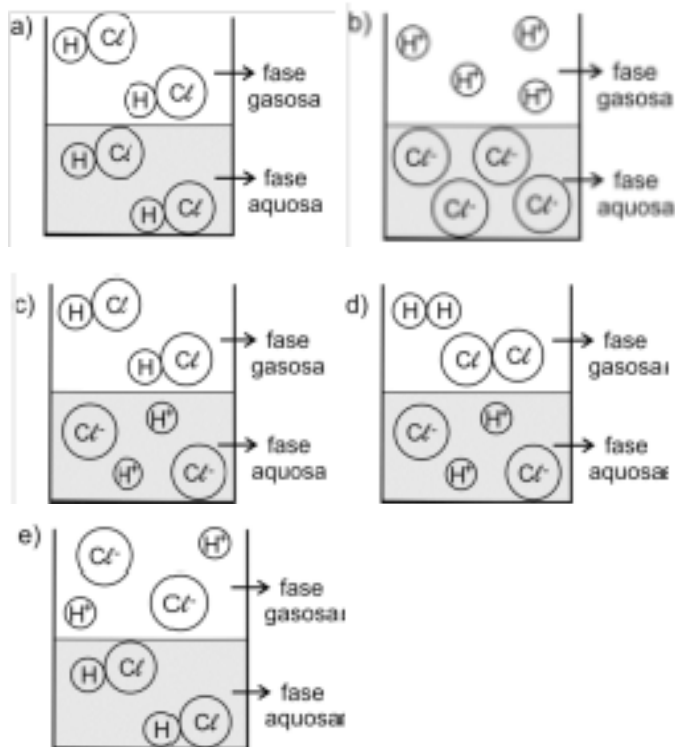 a)
H Cl
H Cl
fase
gasosa
H Cl
H Cl
fase
aquosa
b)
H⁺ H⁺
H⁺ H⁺
fase
gasosa
Cl⁻ Cl⁻
Cl⁻ Cl⁻
fase
aquosa
c)
H Cl
H Cl
fase
gasosa
Cl⁻ H⁺
H⁺ Cl⁻
fase
aquosa
d)
H H
Cl Cl
fase
gasosa
Cl⁻ H⁺
H⁺ Cl⁻
fase
aquosa
e)
Cl⁻ H⁺
H⁺ Cl⁻
fase
gasosa
H Cl
H Cl
fase
aquosa